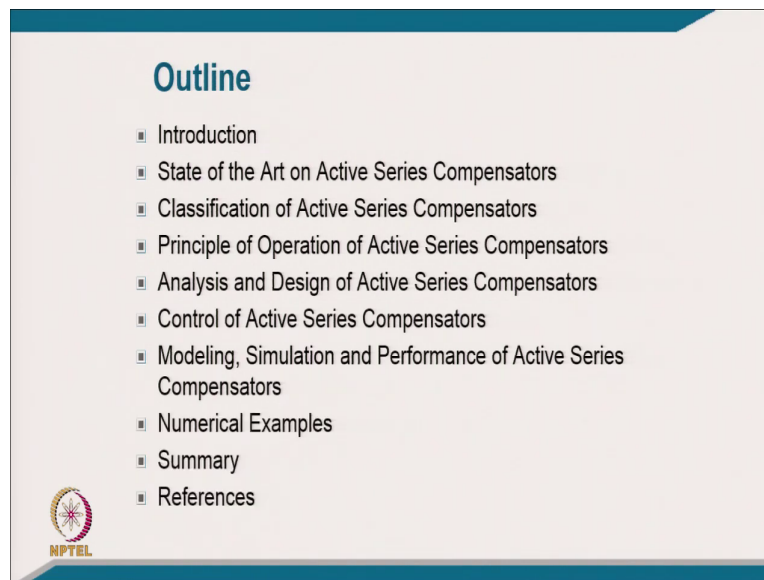 Outline
Introduction
State of the Art on Active Series Compensators
Classification of Active Series Compensators
Principle of Operation of Active Series Compensators
Analysis and Design of Active Series Compensators
Control of Active Series Compensators
Modeling, Simulation and Performance of Active Series
Compensators
Numerical Examples
Summary
References
NPTEL